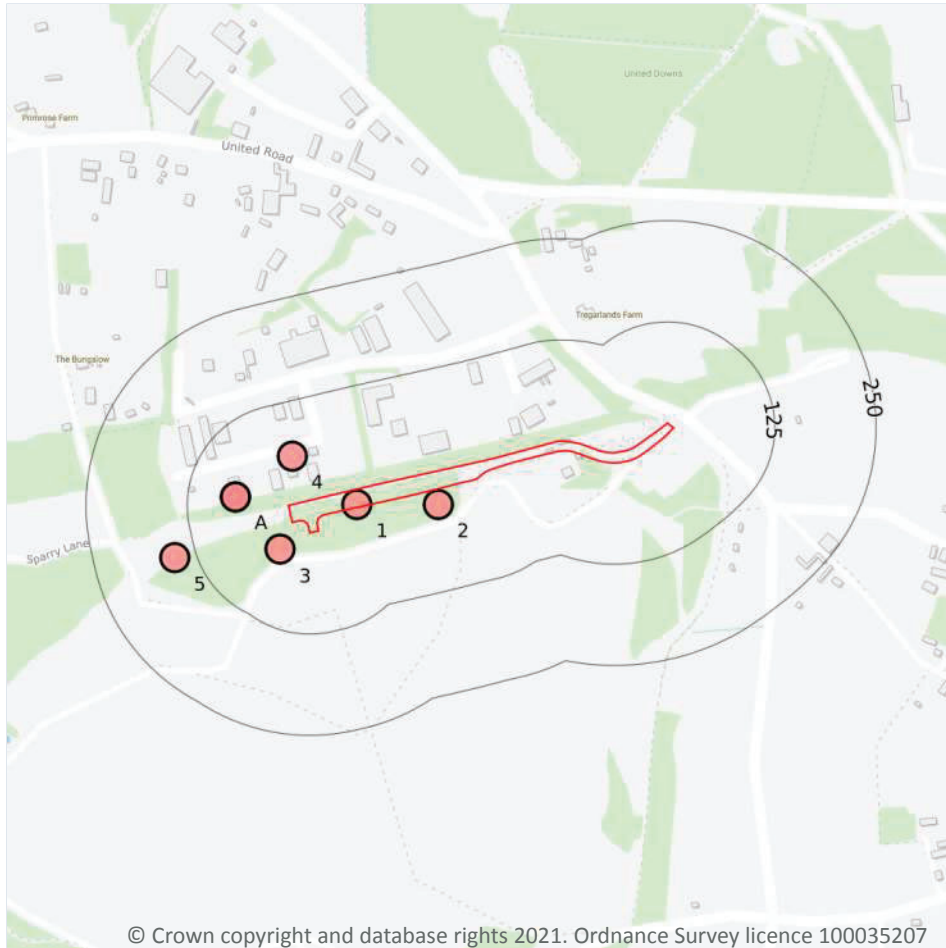 United Downs
Primrose Farm
United Road
Tregarlands Farm
The Bungalow
250
125
4
A
1
2
Sparry Lane
3
5
© Crown copyright and database rights 2021. Ordnance Survey licence 100035207